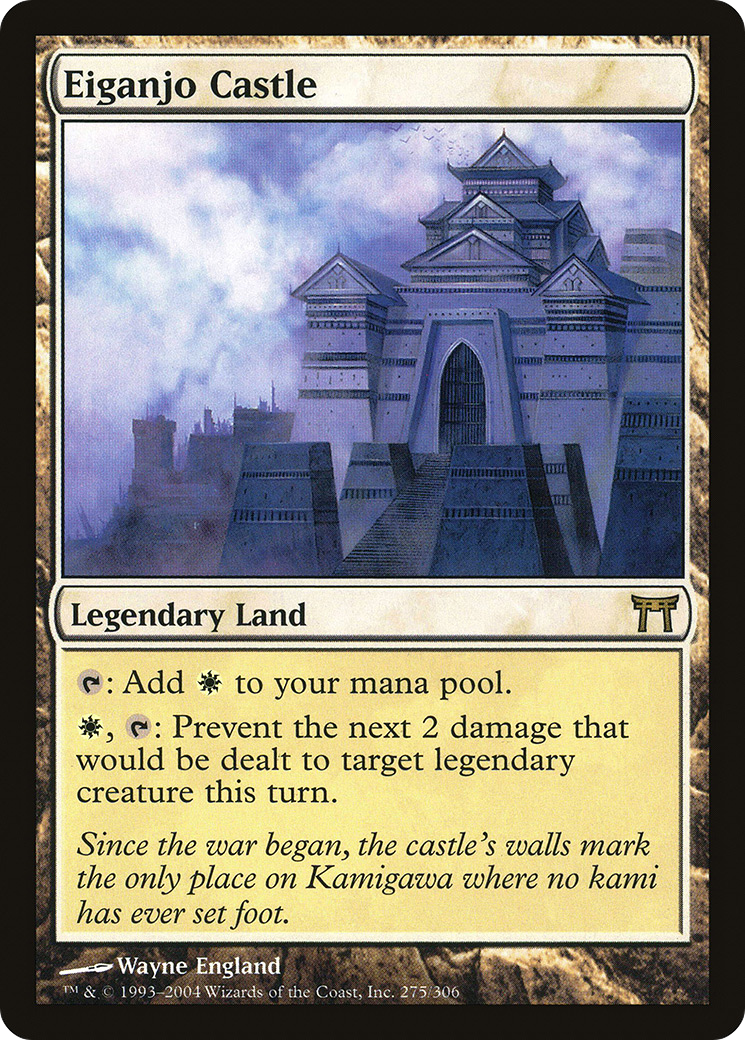 Eiganjo Castle
Legendary Land
: Add to your mana pool.
, : Prevent the next 2 damage that
would be dealt to target legendary
creature this turn.
Since the war began, the castle's walls mark
the only place on Kamigawa where no kami
has ever set foot.
Wayne England
™ & © 1993–2004 Wizards of the Coast, Inc. 275/306